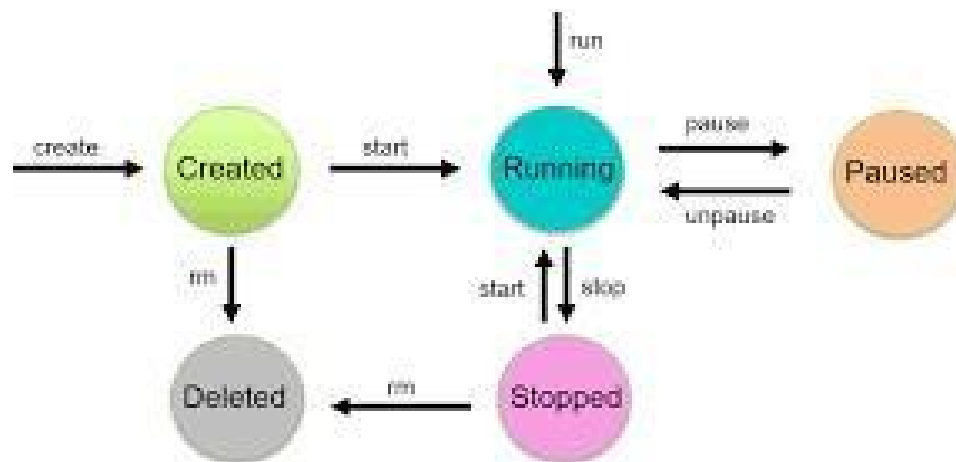 run
create
Created
start
Running
pause
unpause
Paused
rm
start
stop
Deleted
rm
Stopped